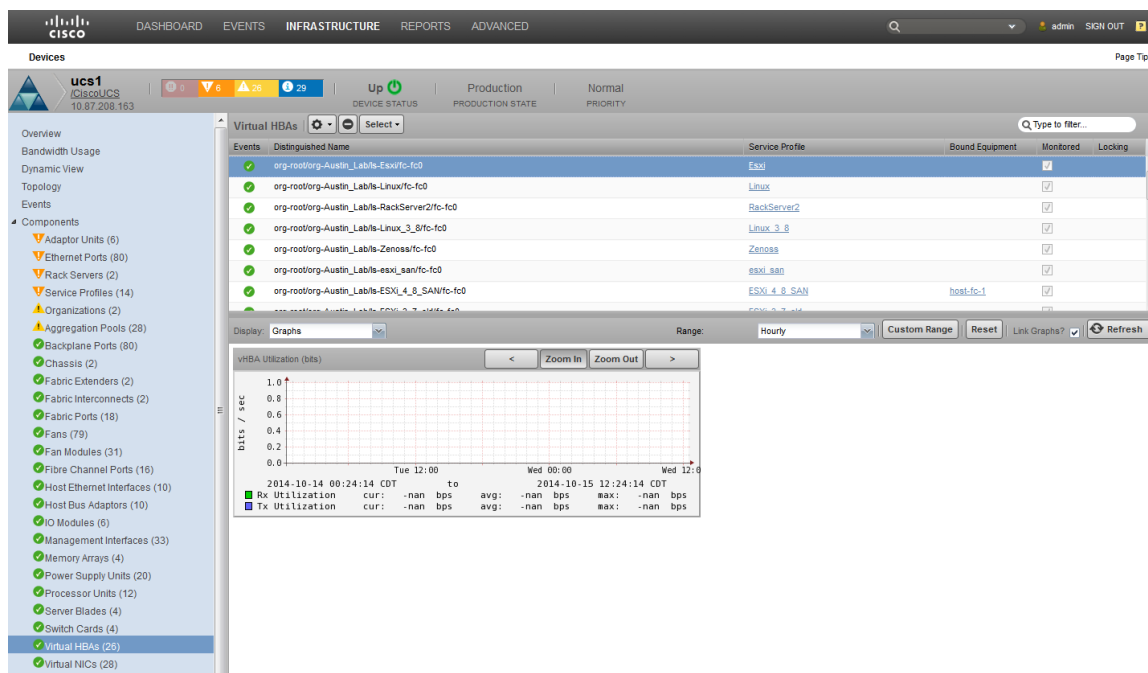 CISCO DASHBOARD EVENTS INFRASTRUCTURE REPORTS ADVANCED admin SIGN OUT ?
Devices Page Tip
ucs1
/CiscoUCS
10.87.208.163
6 26 29
Up Production Normal
DEVICE STATUS PRODUCTION STATE PRIORITY
Overview
Bandwidth Usage
Dynamic View
Topology
Events
Components
Adaptor Units (6)
Ethernet Ports (80)
Rack Servers (2)
Service Profiles (14)
Organizations (2)
Aggregation Pools (28)
Backplane Ports (80)
Chassis (2)
Fabric Extenders (2)
Fabric Interconnects (2)
Fabric Ports (18)
Fans (79)
Fan Modules (31)
Fibre Channel Ports (16)
Host Ethernet Interfaces (10)
Host Bus Adaptors (10)
IO Modules (6)
Management Interfaces (33)
Memory Arrays (4)
Power Supply Units (20)
Processor Units (12)
Server Blades (4)
Switch Cards (4)
Virtual HBAs (26)
Virtual NICs (28)
Virtual HBAs Select Type to filter...
Events Distinguished Name Service Profile Bound Equipment Monitored Locking
org-root/org-Austin_Lab/ls-Esxi/fc-fc0 Esxi
org-root/org-Austin_Lab/ls-Linux/fc-fc0 Linux
org-root/org-Austin_Lab/ls-RackServer2/fc-fc0 RackServer2
org-root/org-Austin_Lab/ls-Linux_3_8/fc-fc0 Linux_3_8
org-root/org-Austin_Lab/ls-Zenoss/fc-fc0 Zenoss
org-root/org-Austin_Lab/ls-esxi_san/fc-fc0 esxi_san
org-root/org-Austin_Lab/ls-ESXi_4_8_SAN/fc-fc0 ESXi_4_8_SAN host-fc-1
Display: Graphs Range: Hourly Custom Range Reset Link Graphs? Refresh
vHBA Utilization (bits) < Zoom In Zoom Out >
bits / sec
1.0
0.8
0.6
0.4
0.2
0.0
Tue 12:00 Wed 00:00 Wed 12:0
2014-10-14 00:24:14 CDT to 2014-10-15 12:24:14 CDT
Rx Utilization cur: -nan bps avg: -nan bps max: -nan bps
Tx Utilization cur: -nan bps avg: -nan bps max: -nan bps